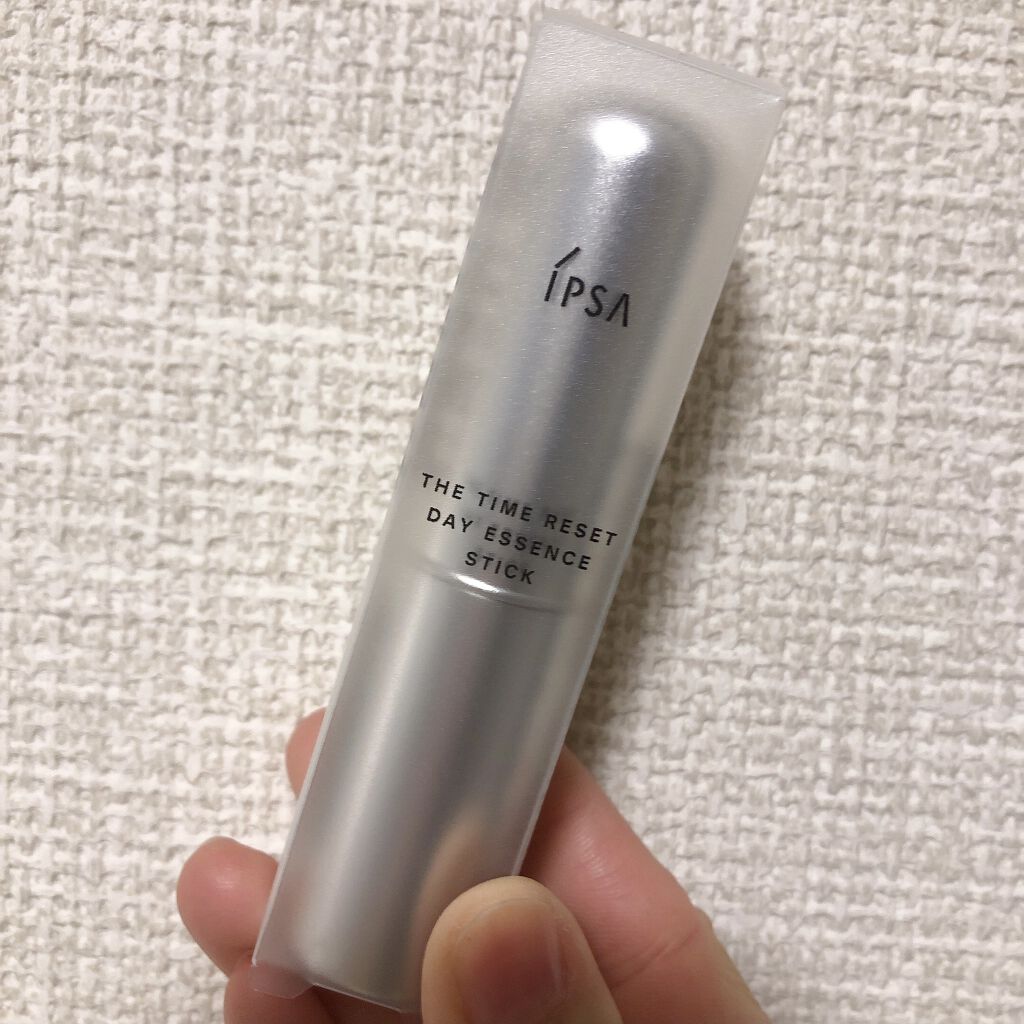 ÍPSA
THE TIME RESET
DAY ESSENCE
STICK